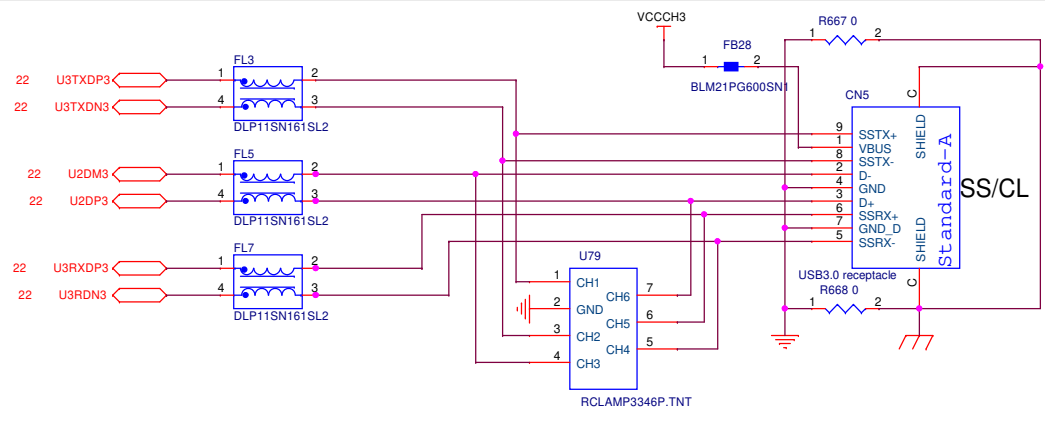 VCCCH3
R667 0
1 2
FB28
1 2
BLM21PG600SN1
FL3
22 U3TXDP3 1 2
22 U3TXDN3 4 3
DLP11SN161SL2
CN5
C
SHIELD
9 SSTX+
1 VBUS
8 SSTX-
2 D-
4 GND
3 D+
6 SSRX+
7 GND_D
5 SSRX-
SHIELD
C
Standard-A
SS/CL
USB3.0 receptacle
FL5
22 U2DM3 1 2
22 U2DP3 4 3
DLP11SN161SL2
FL7
22 U3RXDP3 1 2
22 U3RDN3 4 3
DLP11SN161SL2
R668 0
1 2
U79
1 CH1
2 GND
3 CH2
4 CH3
CH6 7
CH5 6
CH4 5
RCLAMP3346P.TNT